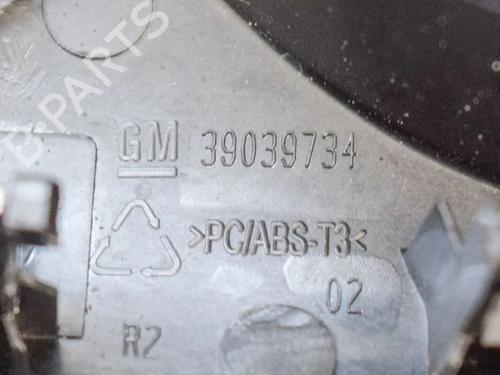 B-PARTS
GM 39039734
>PC/ABS-T3<
02
R2